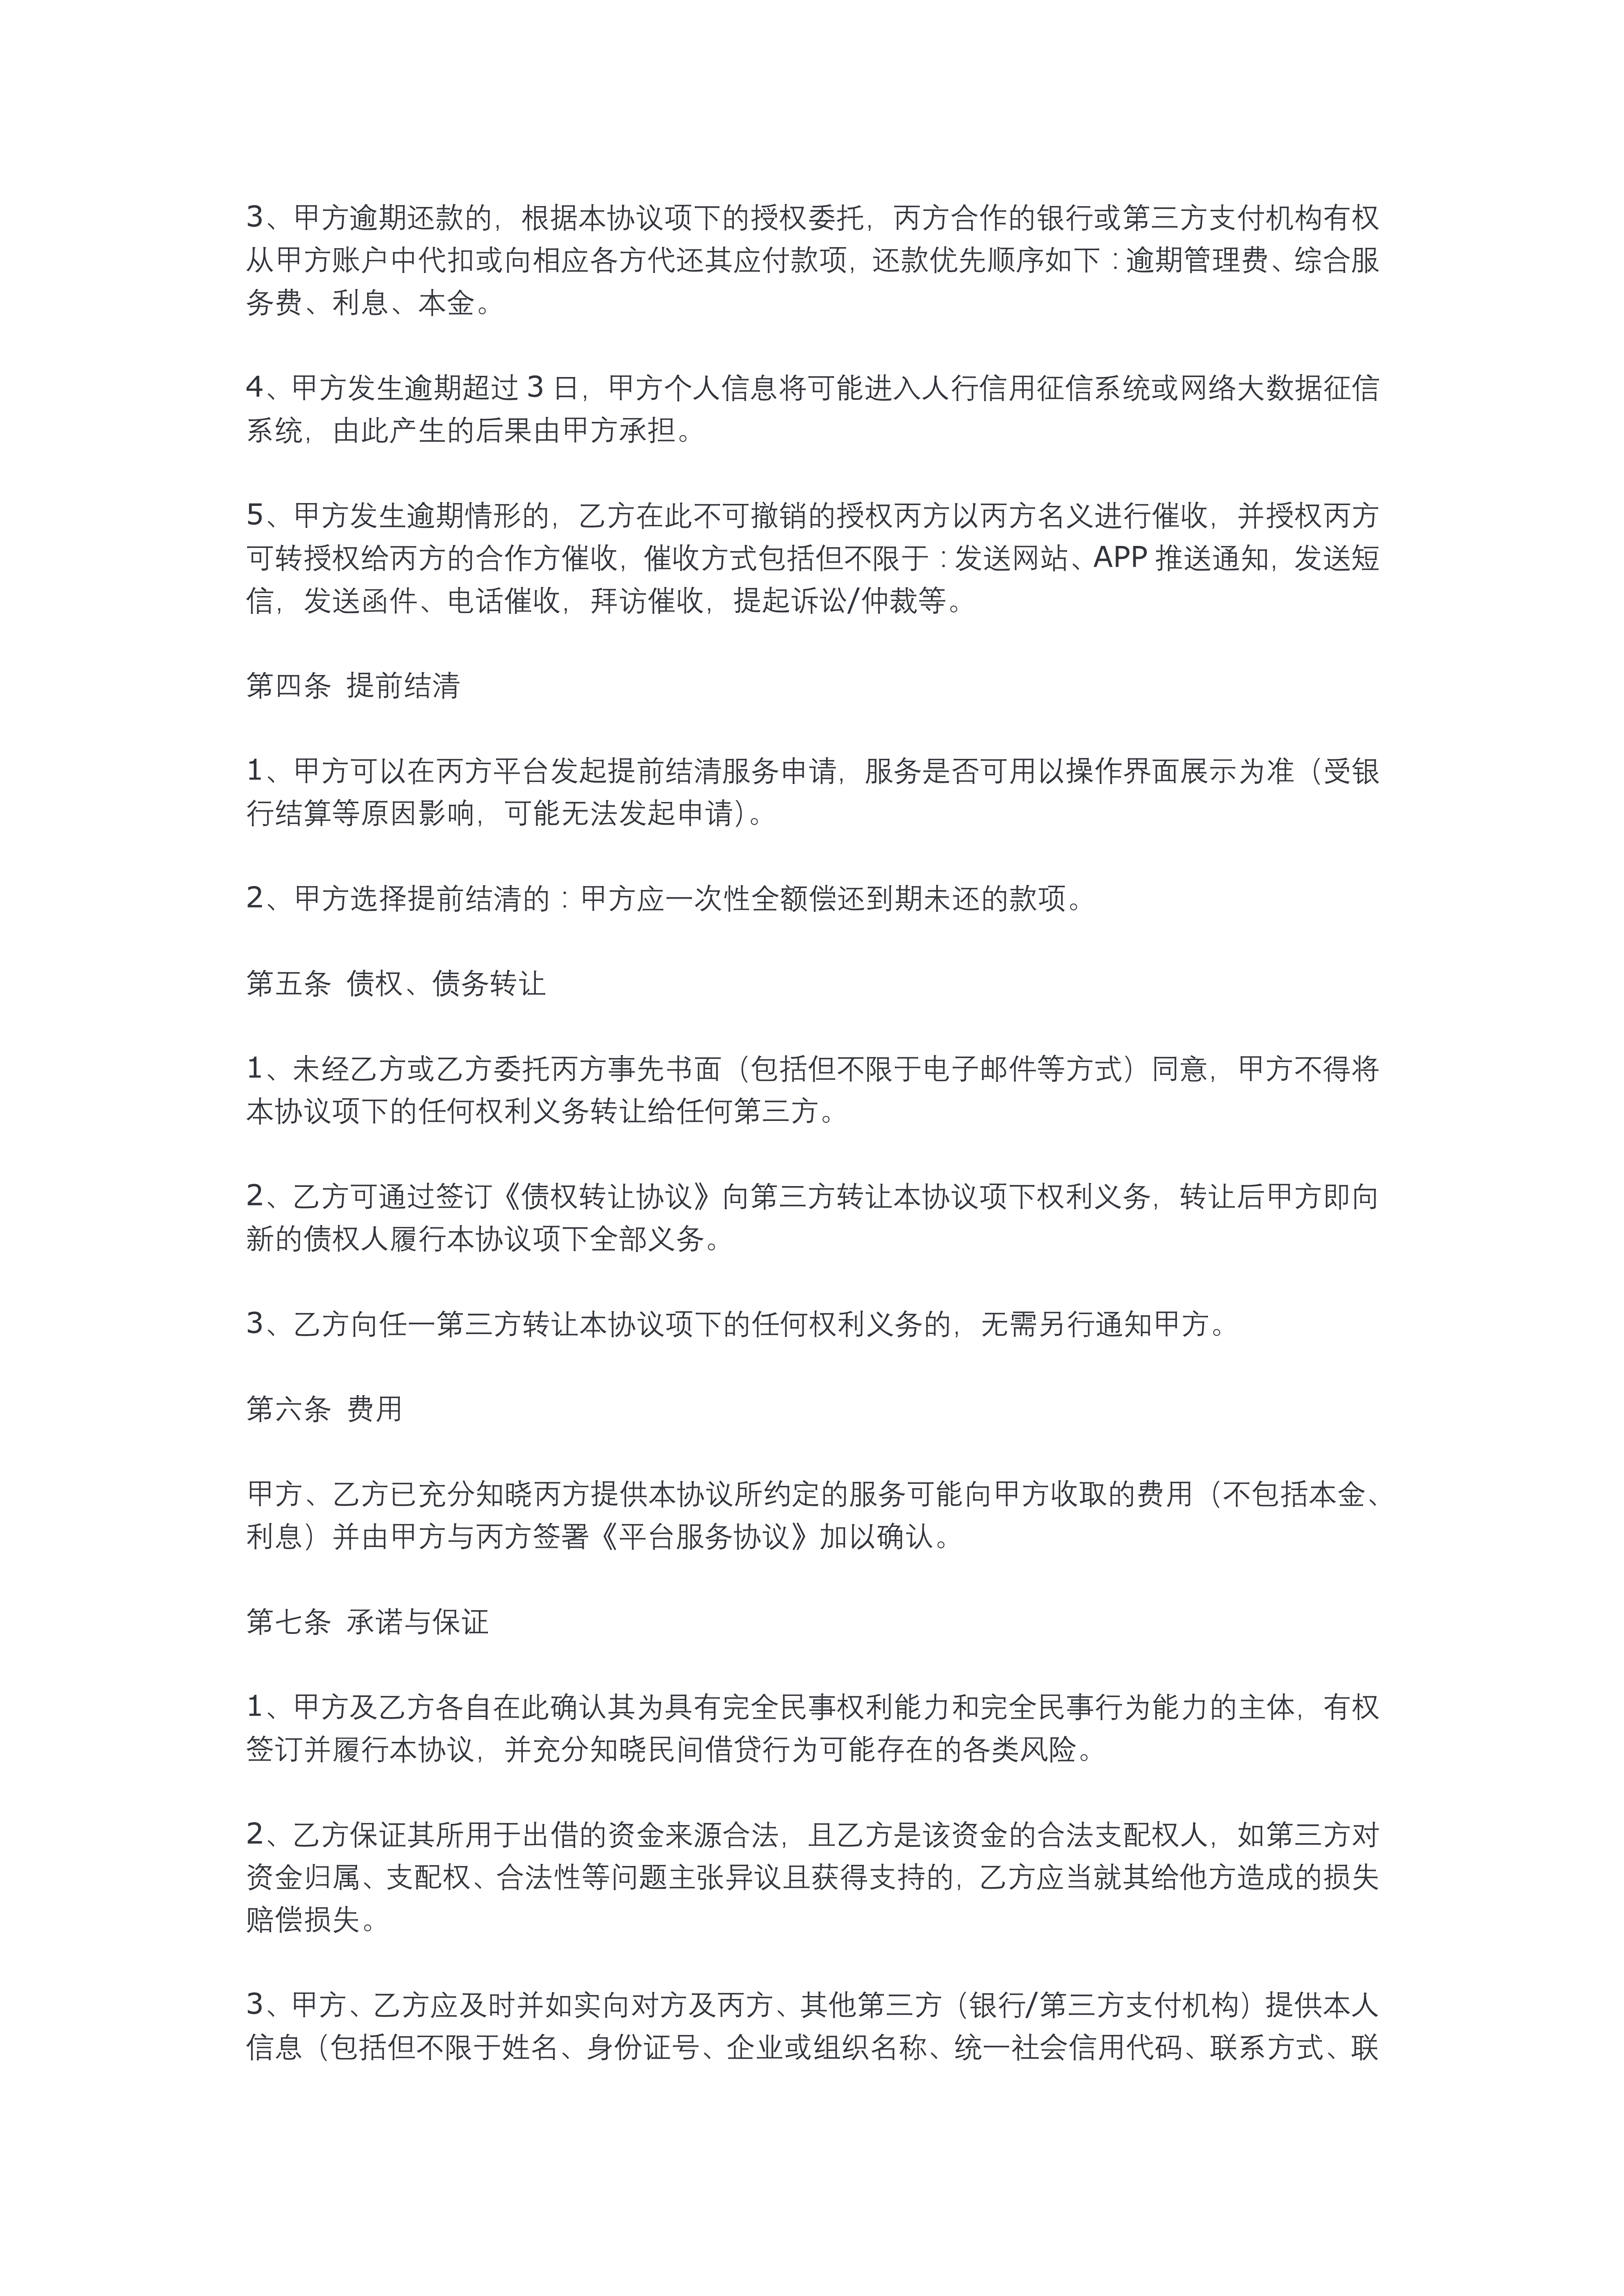 3、甲方逾期还款的，根据本协议项下的授权委托，丙方合作的银行或第三方支付机构有权
从甲方账户中代扣或向相应各方代还其应付款项，还款优先顺序如下：逾期管理费、综合服
务费、利息、本金。
4、甲方发生逾期超过 3 日，甲方个人信息将可能进入人行信用征信系统或网络大数据征信
系统，由此产生的后果由甲方承担。
5、甲方发生逾期情形的，乙方在此不可撤销的授权丙方以丙方名义进行催收，并授权丙方
可转授权给丙方的合作方催收，催收方式包括但不限于：发送网站、APP 推送通知，发送短
信，发送函件、电话催收，拜访催收，提起诉讼/仲裁等。
第四条 提前结清
1、甲方可以在丙方平台发起提前结清服务申请，服务是否可用以操作界面展示为准（受银
行结算等原因影响，可能无法发起申请）。
2、甲方选择提前结清的：甲方应一次性全额偿还到期未还的款项。
第五条 债权、债务转让
1、未经乙方或乙方委托丙方事先书面（包括但不限于电子邮件等方式）同意，甲方不得将
本协议项下的任何权利义务转让给任何第三方。
2、乙方可通过签订《债权转让协议》向第三方转让本协议项下权利义务，转让后甲方即向
新的债权人履行本协议项下全部义务。
3、乙方向任一第三方转让本协议项下的任何权利义务的，无需另行通知甲方。
第六条 费用
甲方、乙方已充分知晓丙方提供本协议所约定的服务可能向甲方收取的费用（不包括本金、
利息）并由甲方与丙方签署《平台服务协议》加以确认。
第七条 承诺与保证
1、甲方及乙方各自在此确认其为具有完全民事权利能力和完全民事行为能力的主体，有权
签订并履行本协议，并充分知晓民间借贷行为可能存在的各类风险。
2、乙方保证其所用于出借的资金来源合法，且乙方是该资金的合法支配权人，如第三方对
资金归属、支配权、合法性等问题主张异议且获得支持的，乙方应当就其给他方造成的损失
赔偿损失。
3、甲方、乙方应及时并如实向对方及丙方、其他第三方（银行/第三方支付机构）提供本人
信息（包括但不限于姓名、身份证号、企业或组织名称、统一社会信用代码、联系方式、联